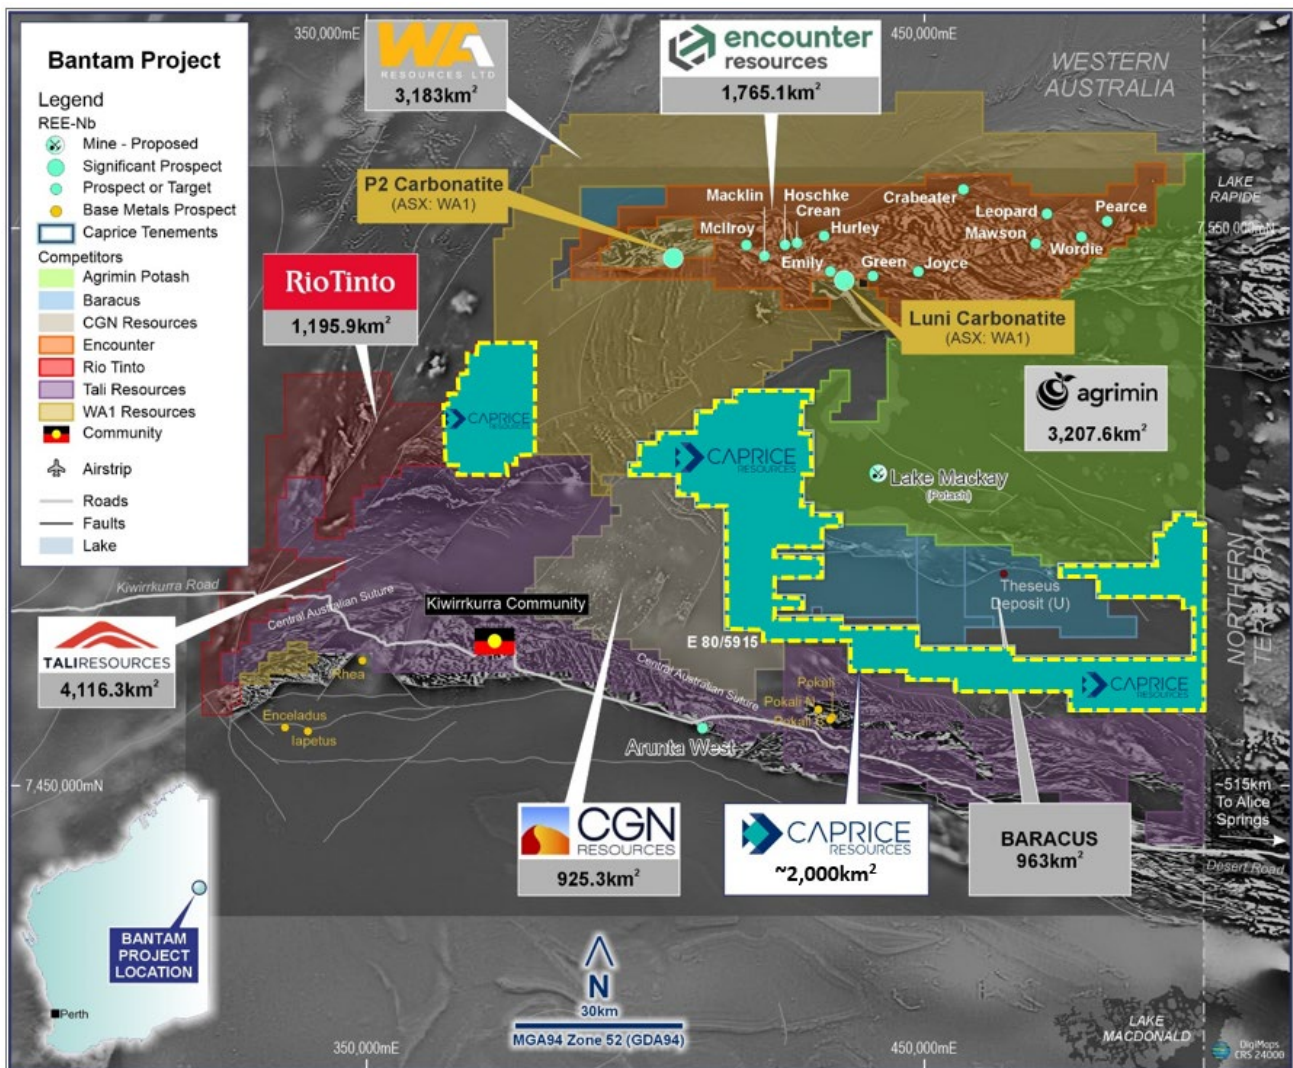 Bantam Project
Legend
REE-Nb
Mine - Proposed
Significant Prospect
Prospect or Target
Base Metals Prospect
Caprice Tenements
Competitors
Agrimin Potash
Baracus
CGN Resources
Encounter
Rio Tinto
Tali Resources
WA1 Resources
Community
Airstrip
Roads
Faults
Lake
350,000mE
450,000mE
WA1
RESOURCES LTD
3,183km²
encounter
resources
1,765.1km²
WESTERN
AUSTRALIA
LAKE
RAPIDE
7,550,000mN
P2 Carbonatite
(ASX: WA1)
Macklin
Hoschke
Crean
McIlroy
Hurley
Crabeater
Leopard
Pearce
Mawson
Wordie
Emily
Green
Joyce
RioTinto
1,195.9km²
Luni Carbonatite
(ASX: WA1)
agrimin
3,207.6km²
CAPRICE
RESOURCES
CAPRICE
RESOURCES
Lake Mackay
(Potash)
Theseus
Deposit (U)
NORTHERN
TERRITORY
Kiwirrkurra Road
Central Australian Suture
Kiwirrkurra Community
E 80/5915
TALIRESOURCES
4,116.3km²
Rhea
Enceladus
Iapetus
Central Australian Suture
Pokali
Pokali N
Pokali E
CAPRICE
RESOURCES
Arunta West
7,450,000mN
~515km
To Alice
Springs
Desert Road
CGN
RESOURCES
925.3km²
CAPRICE
RESOURCES
~2,000km²
BARACUS
963km²
BANTAM
PROJECT
LOCATION
Perth
N
30km
MGA94 Zone 52 (GDA94)
LAKE
MACDONALD
350,000mE
450,000mE
DigiMaps
CRS 24000